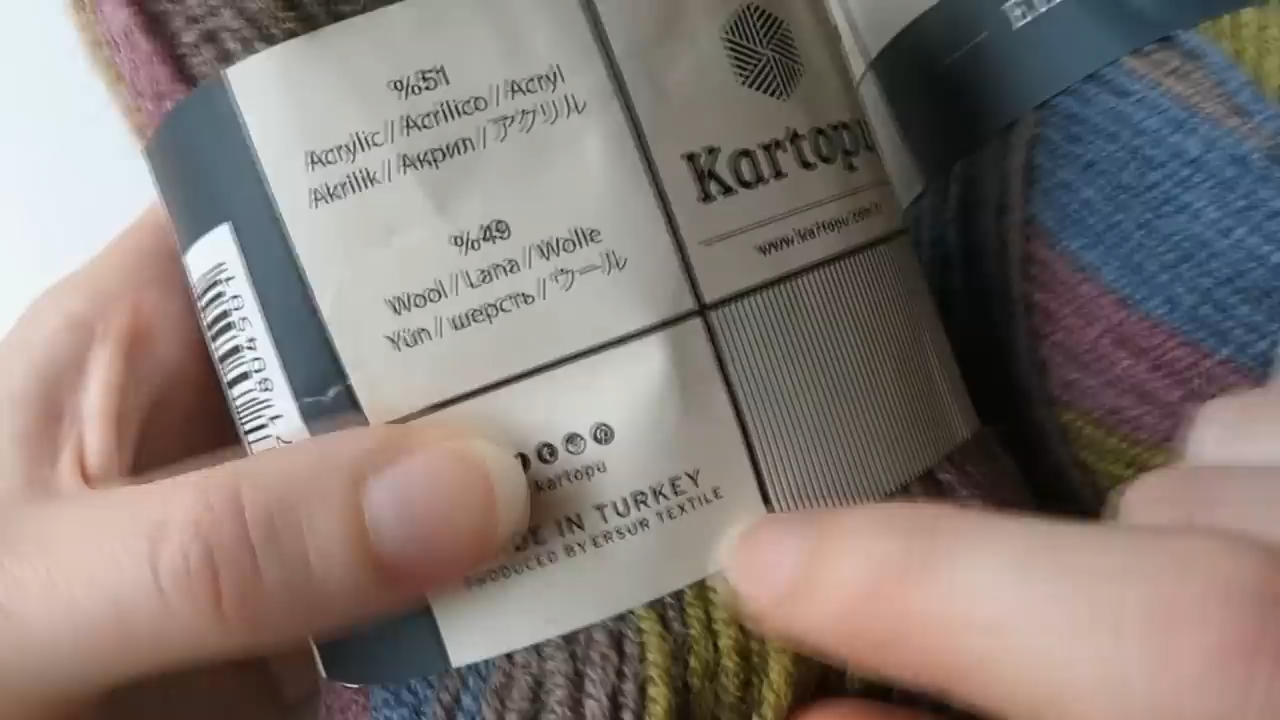 %51
Acrylic / Acrilico / Acryl
Akrilik / Акрил / アクリル
%49
Wool / Lana / Wolle
Yün / шерсть / ウール
Kartopu
www.kartopu.com.tr
kartopu
IN TURKEY
PRODUCED BY ERSUR TEXTILE